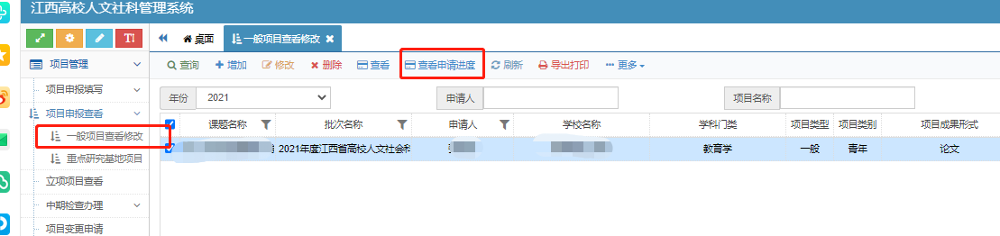 江西高校人文社科管理系统
T!
桌面 一般项目查看修改
项目管理
查询 增加 修改 删除 查看 查看申请进度 刷新 导出打印 更多
项目申报填写
年份 2021 申请人 项目名称
项目申报查看
课题名称 批次名称 申请人 学校名称 学科门类 项目类型 项目类别 项目成果形式
一般项目查看修改
2021年度江西省高校人文社会科 教育学 一般 青年 论文
重点研究基地项目
立项项目查看
中期检查办理
项目变更申请